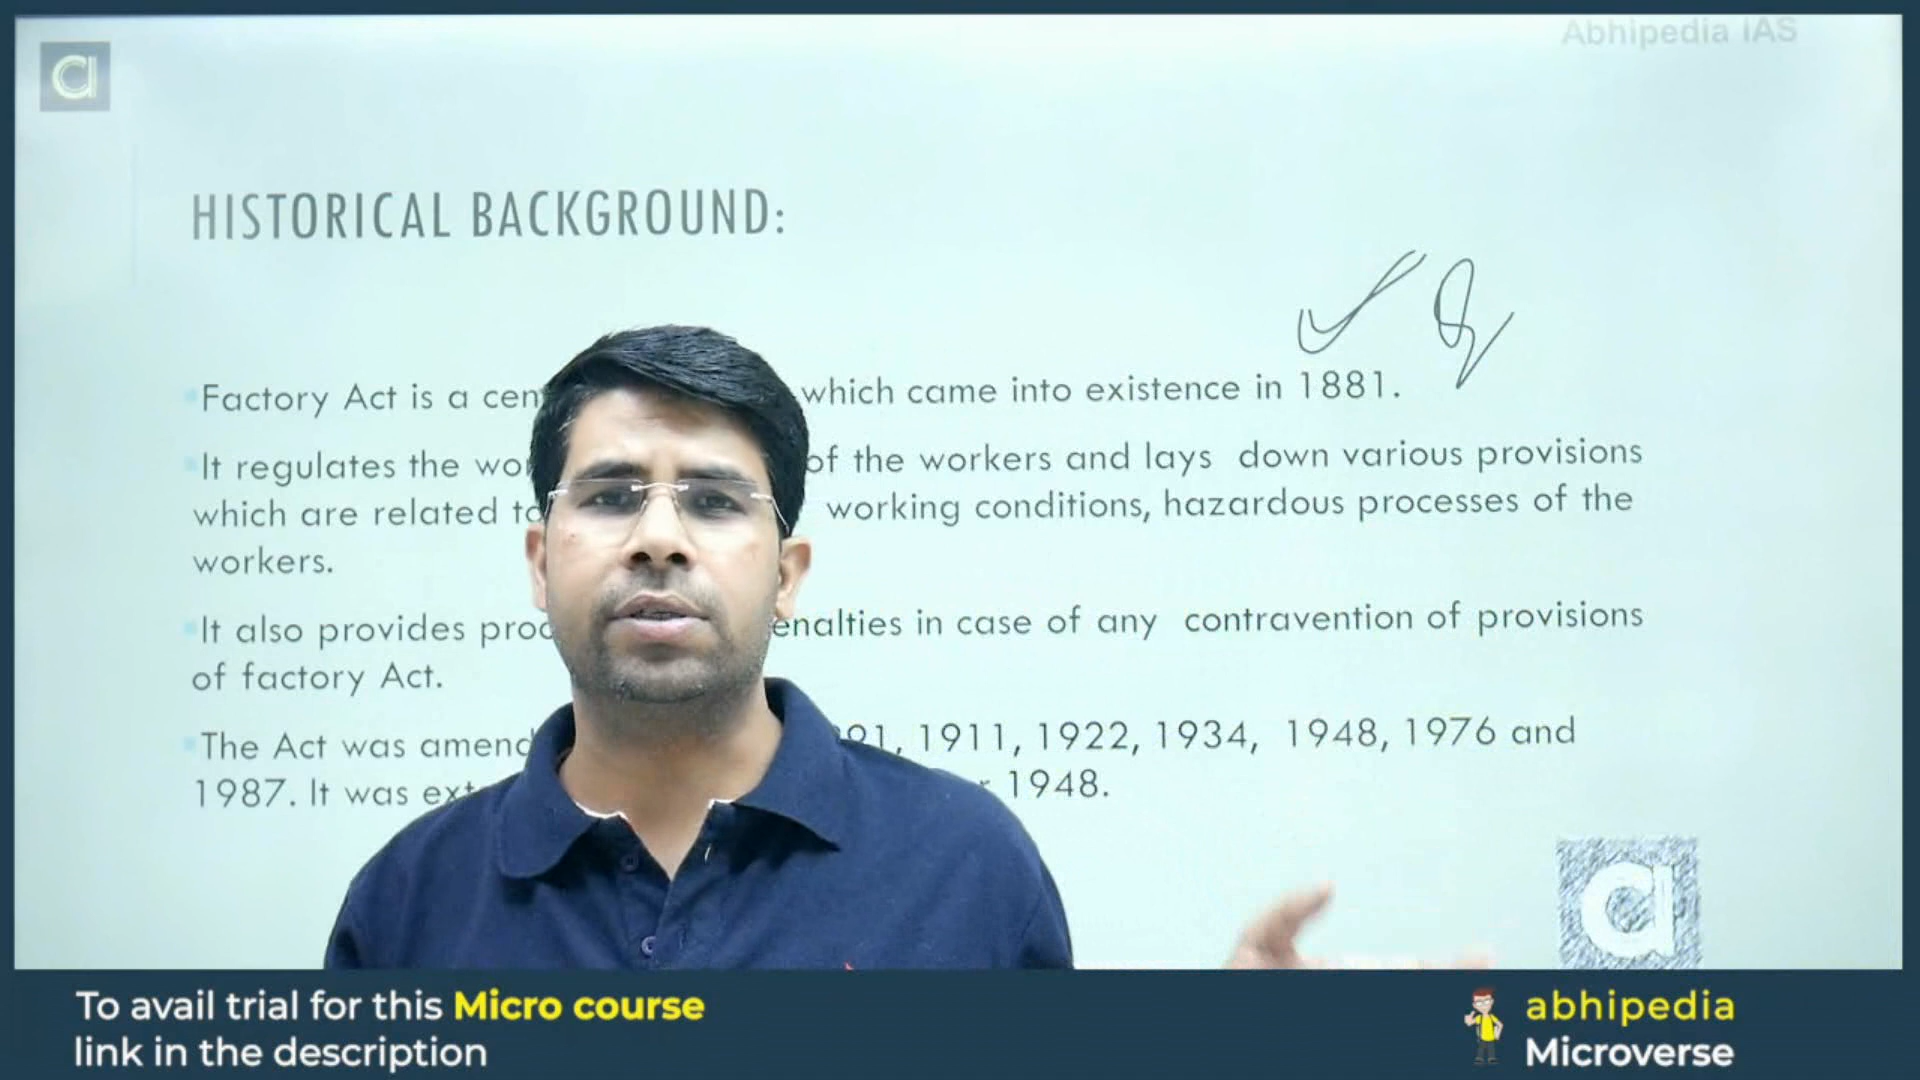 Abhipedia IAS
HISTORICAL BACKGROUND:
Factory Act is a cen which came into existence in 1881.
It regulates the wo of the workers and lays down various provisions
which are related to working conditions, hazardous processes of the
workers.
It also provides enalties in case of any contravention of provisions
of factory Act.
The Act was amend 1911, 1922, 1934, 1948, 1976 and
1987. It was 1948.
To avail trial for this Micro course
link in the description
abhipedia
Microverse